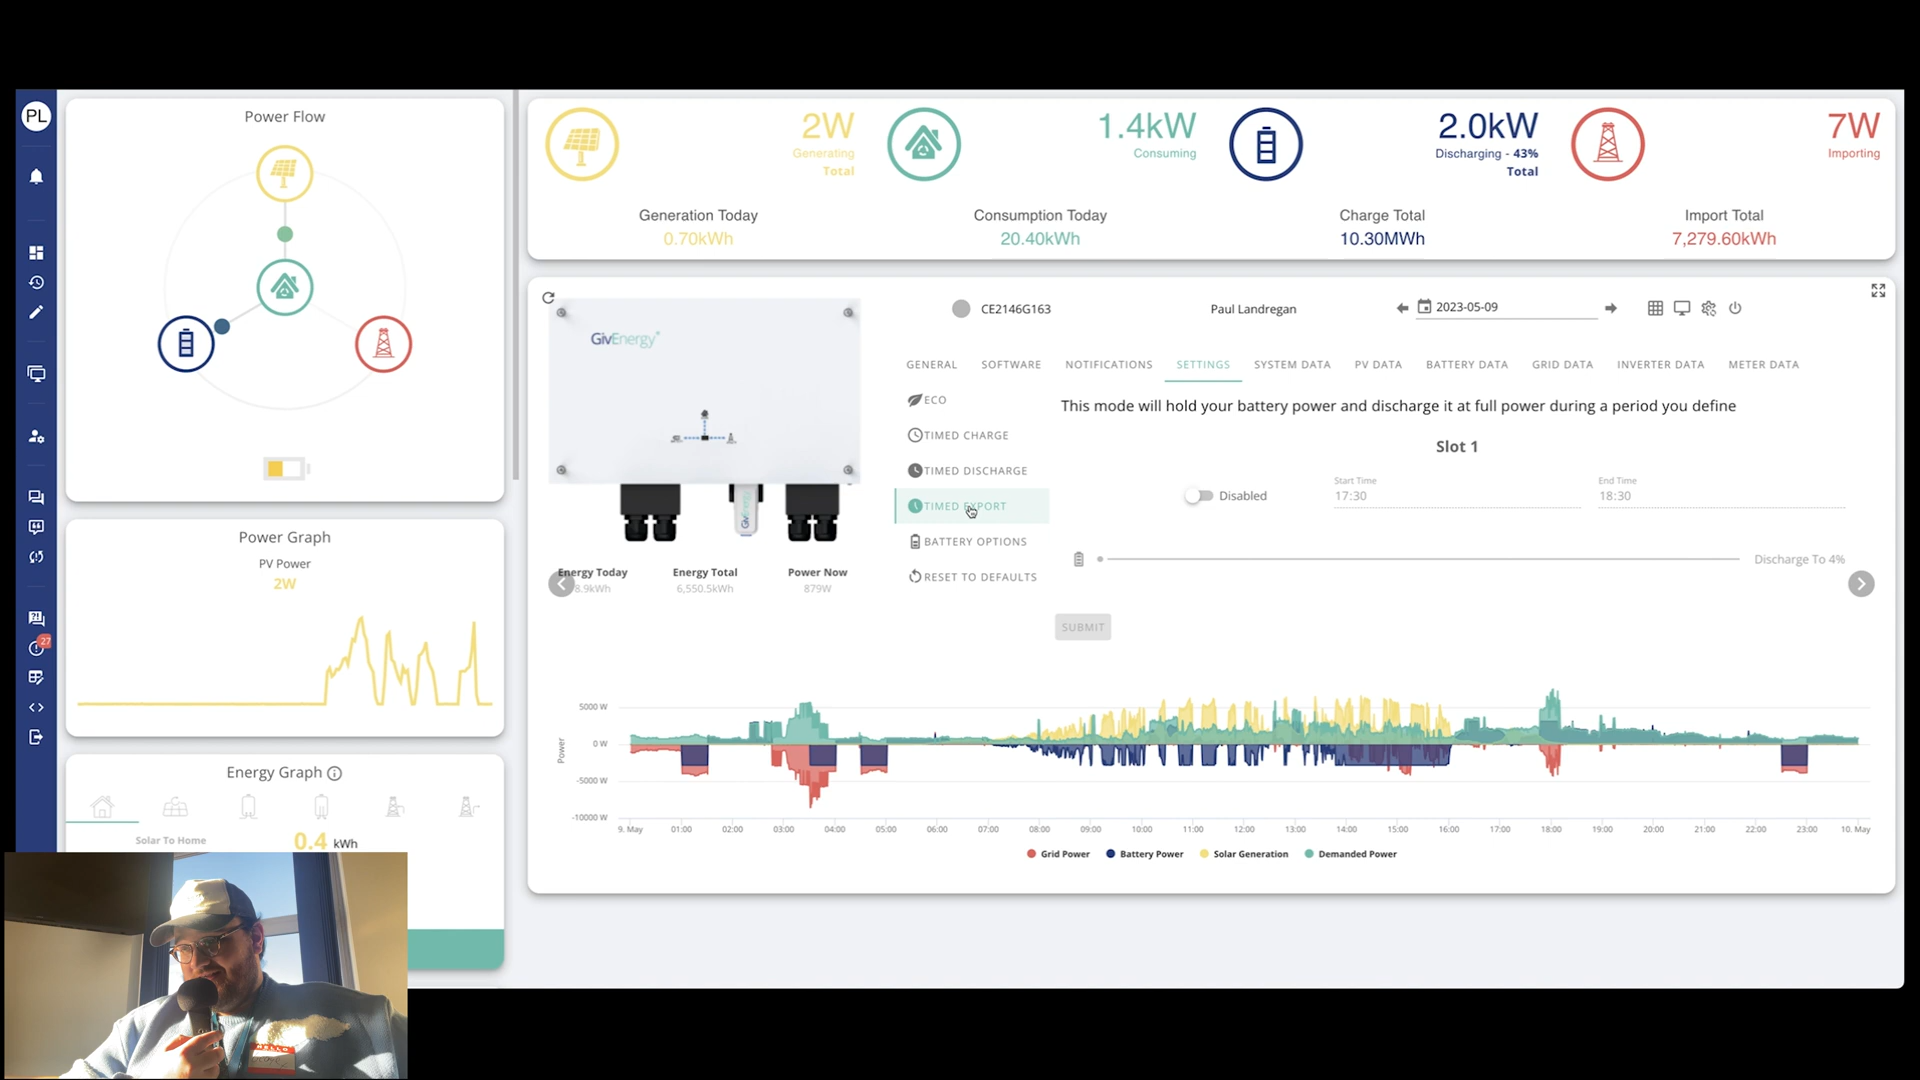 PL
27
Power Flow
Power Graph
PV Power
2W
Energy Graph
Solar To Home
0.4 kWh
2W
Generating
Total
Generation Today
0.70kWh
1.4kW
Consuming
Consumption Today
20.40kWh
2.0kW
Discharging - 43%
Total
Charge Total
10.30MWh
7W
Importing
Import Total
7,279.60kWh
GivEnergy
GivEnergy
Energy Today
8.9kWh
Energy Total
6,550.5kWh
Power Now
879W
CE2146G163
Paul Landregan
2023-05-09
GENERAL SOFTWARE NOTIFICATIONS SETTINGS SYSTEM DATA PV DATA BATTERY DATA GRID DATA INVERTER DATA METER DATA
ECO
TIMED CHARGE
TIMED DISCHARGE
TIMED EXPORT
BATTERY OPTIONS
RESET TO DEFAULTS
This mode will hold your battery power and discharge it at full power during a period you define
Slot 1
Disabled
Start Time
17:30
End Time
18:30
Discharge To 4%
SUBMIT
Power
5000 W
0 W
-5000 W
-10000 W
9. May 01:00 02:00 03:00 04:00 05:00 06:00 07:00 08:00 09:00 10:00 11:00 12:00 13:00 14:00 15:00 16:00 17:00 18:00 19:00 20:00 21:00 22:00 23:00 10. May
Grid Power Battery Power Solar Generation Demanded Power
HELLO